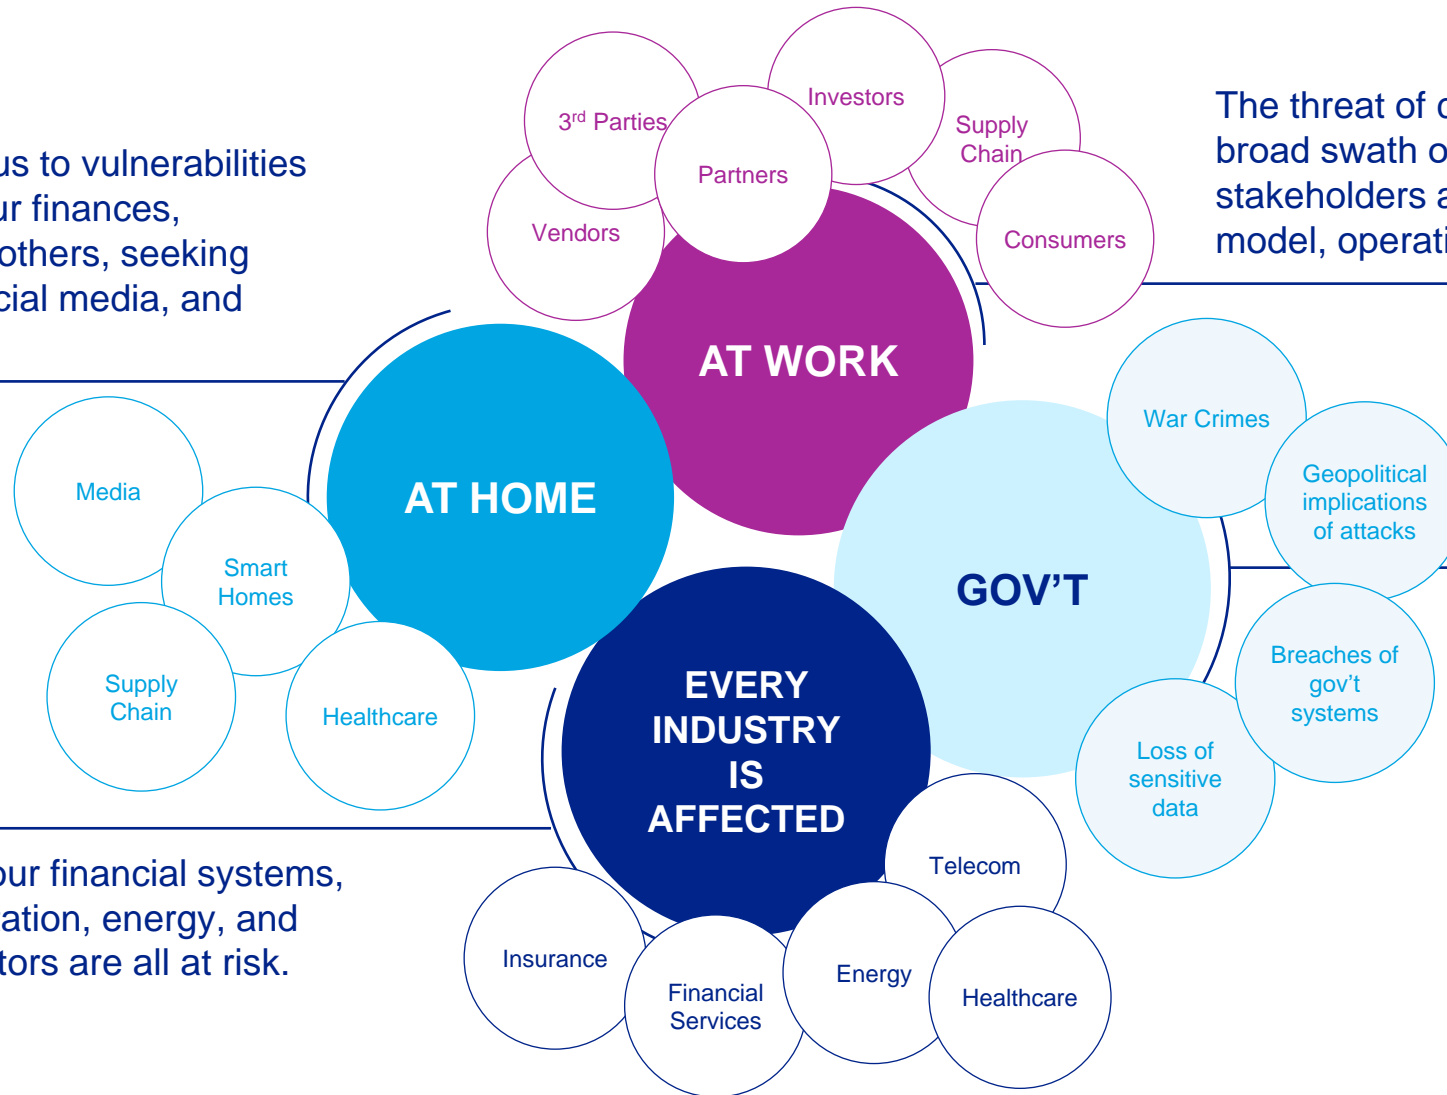 us to vulnerabilities
ur finances,
others, seeking
cial media, and
3rd Parties
Investors
Supply
Chain
Partners
Vendors
Consumers
AT WORK
The threat of
broad swath
stakeholders
model,
AT HOME
Media
Smart
Homes
Supply
Chain
Healthcare
GOV’T
War Crimes
Geopolitical
implications
of attacks
Breaches of
gov’t
systems
Loss of
sensitive
data
EVERY
INDUSTRY
IS
AFFECTED
our financial systems,
ation, energy, and
tors are all at risk.
Telecom
Insurance
Financial
Services
Energy
Healthcare